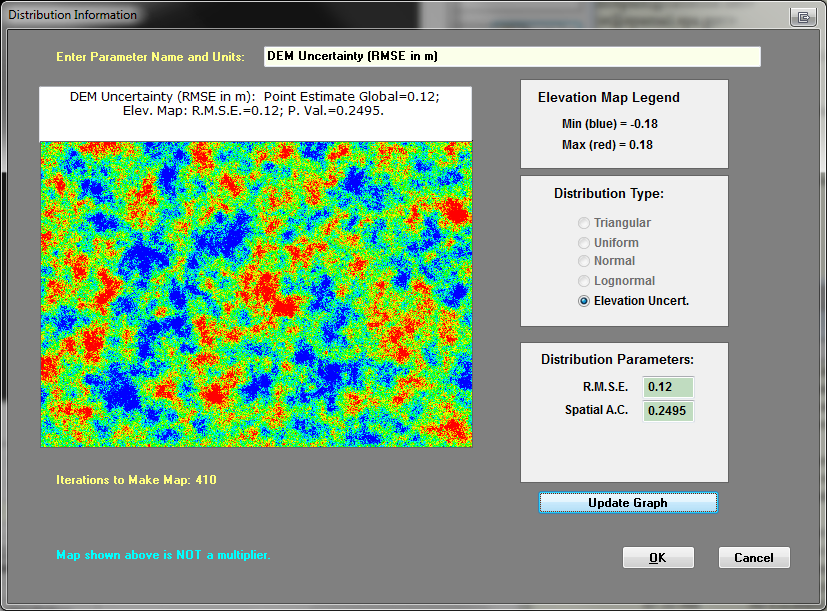 Distribution Information
Enter Parameter Name and Units:
DEM Uncertainty (RMSE in m)
DEM Uncertainty (RMSE in m): Point Estimate Global=0.12;
Elev. Map: R.M.S.E.=0.12; P. Val.=0.2495.
Elevation Map Legend
Min (blue) = -0.18
Max (red) = 0.18
Distribution Type:
Triangular
Uniform
Normal
Lognormal
Elevation Uncert.
Distribution Parameters:
R.M.S.E. 0.12
Spatial A.C. 0.2495
Iterations to Make Map: 410
Update Graph
Map shown above is NOT a multiplier.
OK
Cancel